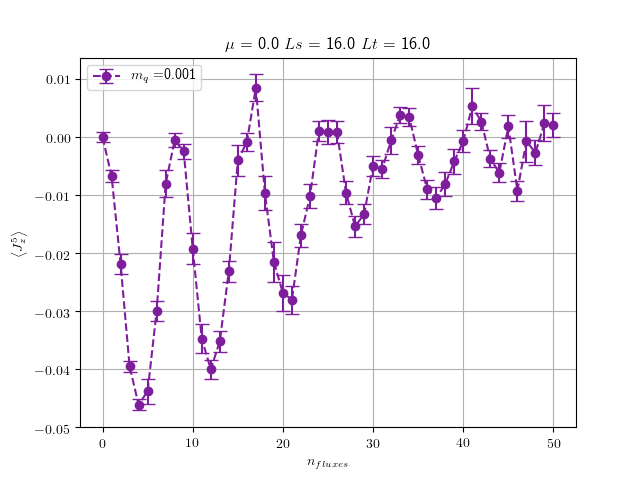 μ = 0.0 Ls = 16.0 Lt = 16.0
m_q =0.001
0.01
0.00
−0.01
−0.02
−0.03
−0.04
−0.05
⟨J_z^5⟩
0 10 20 30 40 50
n_fluxes